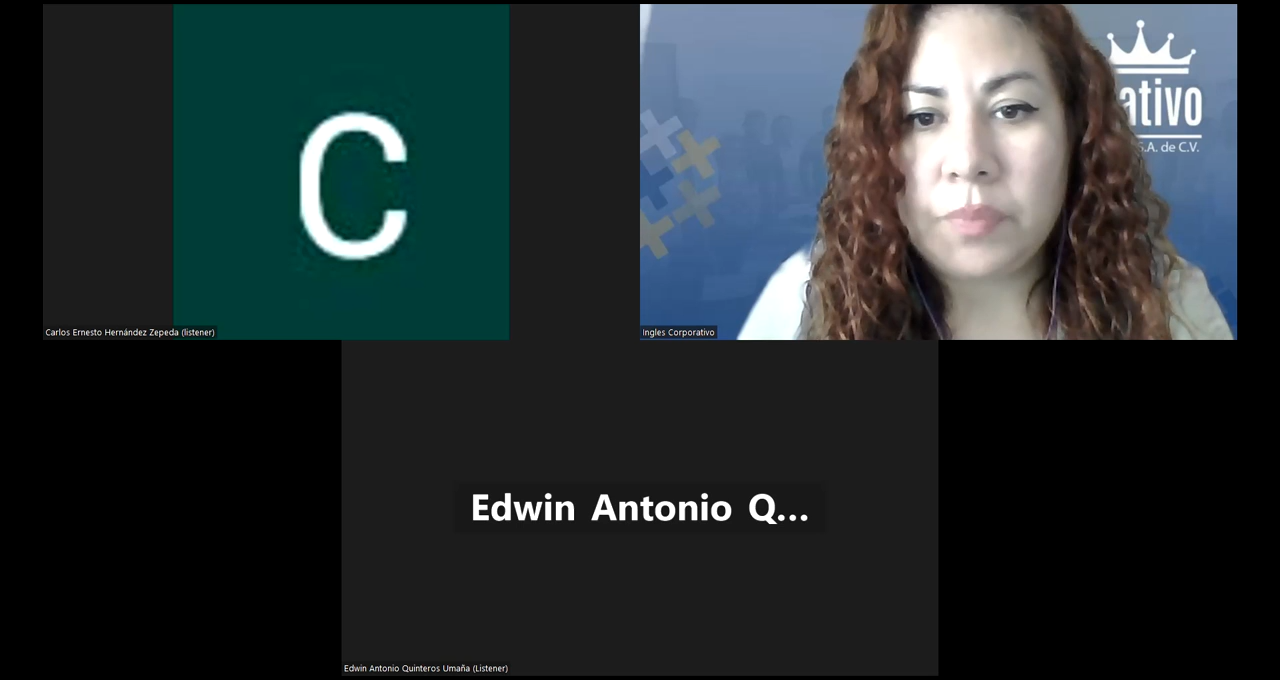 C
Carlos Ernesto Hernández Zepeda (listener)
ativo
S.A. de C.V.
Ingles Corporativo
Edwin Antonio Q...
Edwin Antonio Quinteros Umaña (Listener)